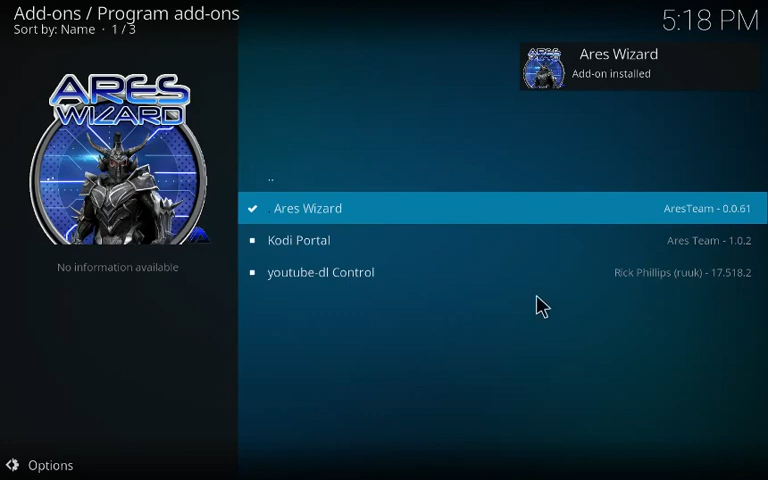 Add-ons / Program add-ons
Sort by: Name · 1 / 3
5:18 PM
Ares Wizard
Add-on installed
ARES
WIZARD
No information available
..
. Ares Wizard AresTeam - 0.0.61
Kodi Portal Ares Team - 1.0.2
youtube-dl Control Rick Phillips (ruuk) - 17.518.2
Options